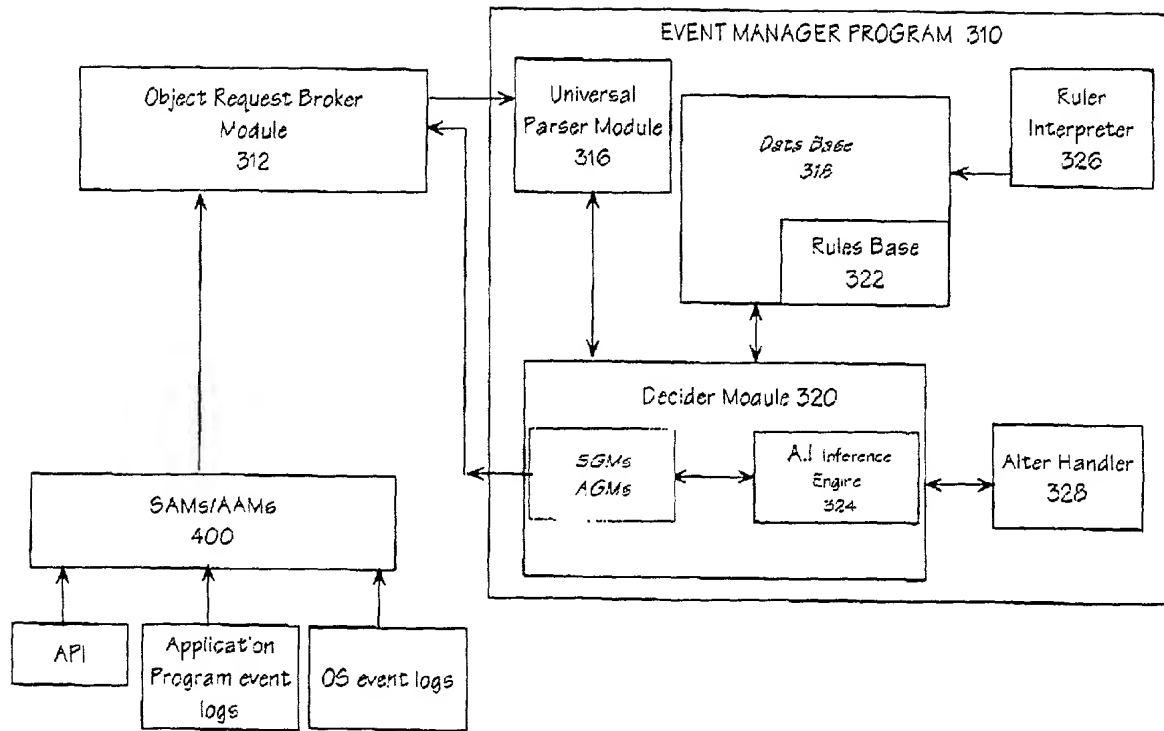 EVENT MANAGER PROGRAM 310
Object Request Broker
Module
312
Universal
Parser Module
316
Dats Base
318
Rules Base
322
Ruler
Interpreter
326
Decider Module 320
SGMs
AGMs
A.I Inference
Engine
324
Alter Handler
328
SAMs/AAMs
400
API
Application
Program event
logs
OS event logs